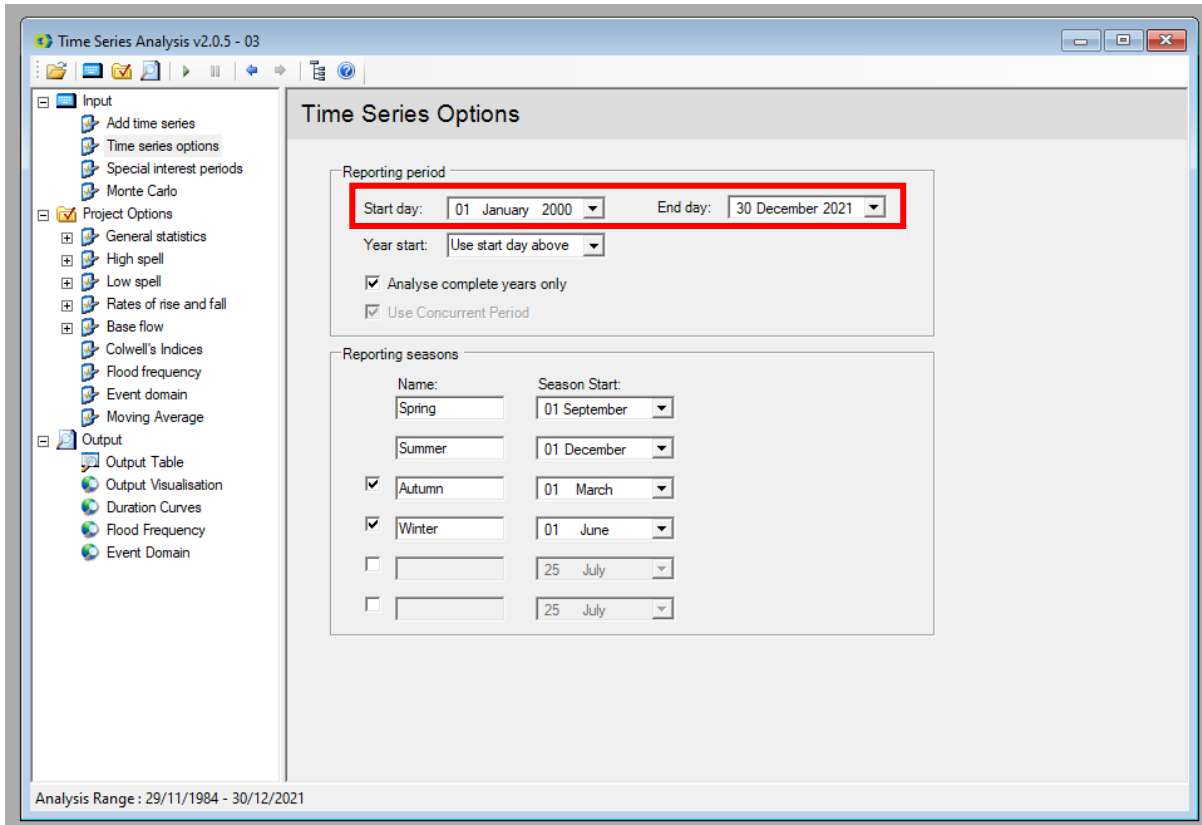 Time Series Analysis v2.0.5 - 03
Input
Add time series
Time series options
Special interest periods
Monte Carlo
Project Options
General statistics
High spell
Low spell
Rates of rise and fall
Base flow
Colwell's Indices
Flood frequency
Event domain
Moving Average
Output
Output Table
Output Visualisation
Duration Curves
Flood Frequency
Event Domain
Time Series Options
Reporting period
Start day: 01 January 2000 End day: 30 December 2021
Year start: Use start day above
Analyse complete years only
Use Concurrent Period
Reporting seasons
Name: Season Start:
Spring 01 September
Summer 01 December
Autumn 01 March
Winter 01 June
25 July
25 July
Analysis Range : 29/11/1984 - 30/12/2021